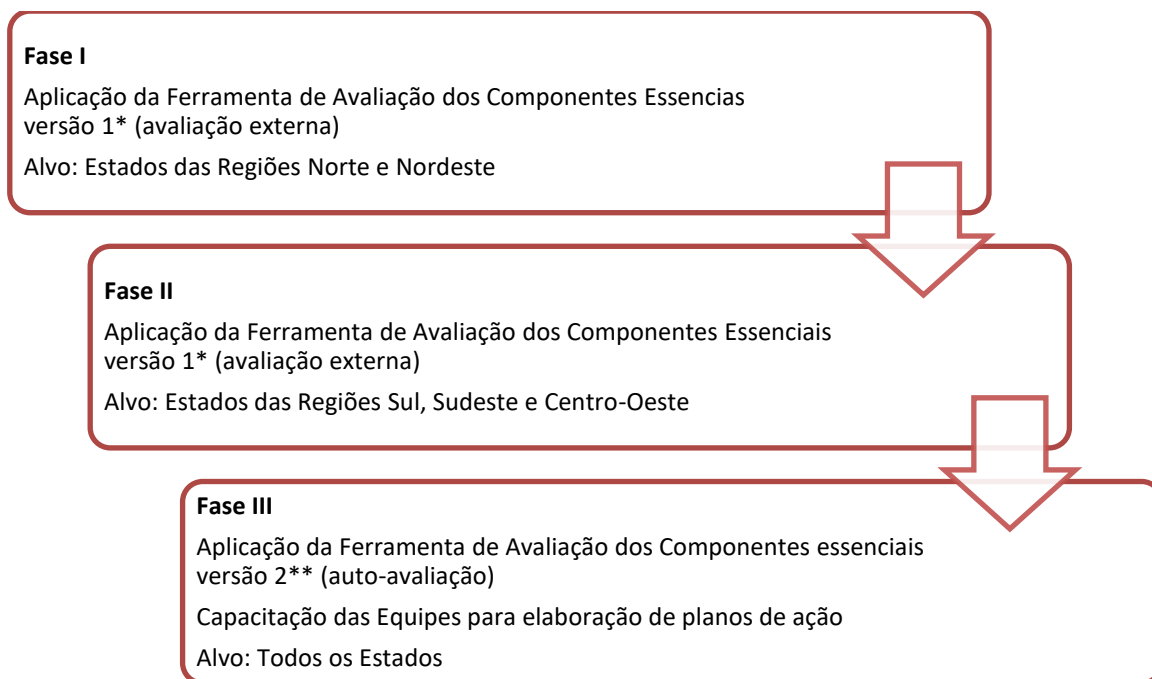 Fase I
Aplicação da Ferramenta de Avaliação dos Componentes Essencias
versão 1* (avaliação externa)
Alvo: Estados das Regiões Norte e Nordeste
Fase II
Aplicação da Ferramenta de Avaliação dos Componentes Essenciais
versão 1* (avaliação externa)
Alvo: Estados das Regiões Sul, Sudeste e Centro-Oeste
Fase III
Aplicação da Ferramenta de Avaliação dos Componentes essenciais
versão 2** (auto-avaliação)
Capacitação das Equipes para elaboração de planos de ação
Alvo: Todos os Estados